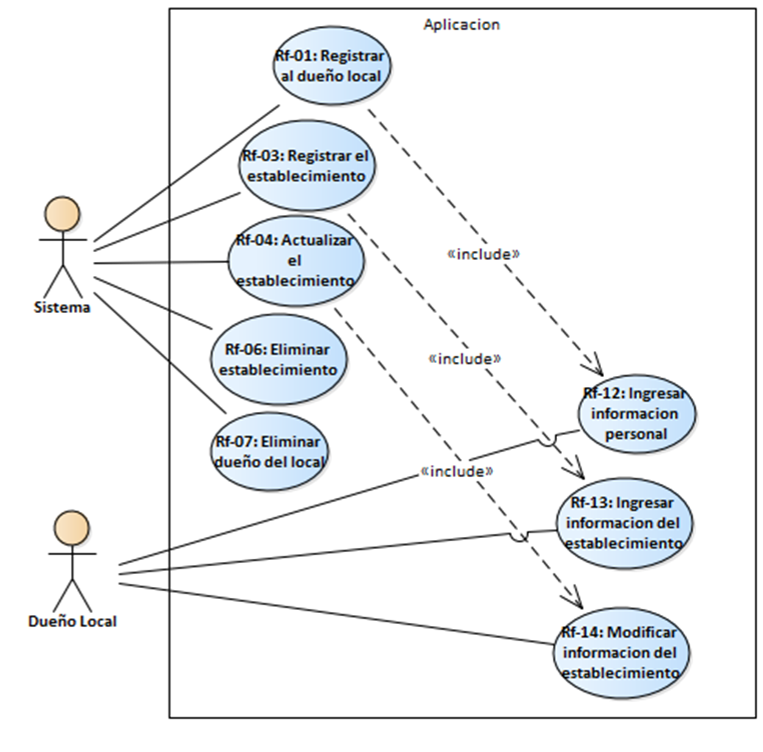 Aplicacion
Rf-01: Registrar
al dueño local
Rf-03: Registrar el
establecimiento
Rf-04: Actualizar
el
establecimiento
«include»
Sistema
Rf-06: Eliminar
establecimiento
«include»
Rf-12: Ingresar
informacion
personal
Rf-07: Eliminar
dueño del local
«include»
Rf-13: Ingresar
informacion del
establecimiento
Dueño Local
Rf-14: Modificar
informacion del
establecimiento